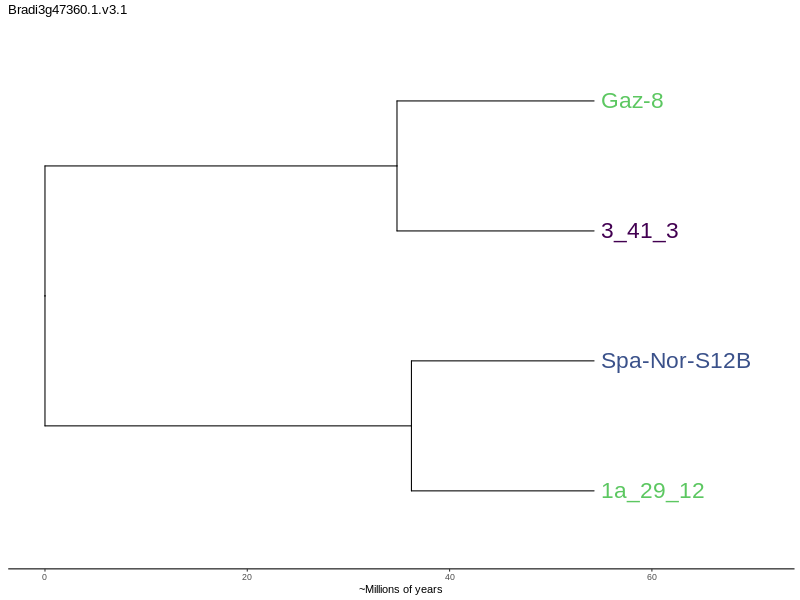 Bradi3g47360.1.v3.1
Gaz-8
3_41_3
Spa-Nor-S12B
1a_29_12
0 20 40 60
~Millions of years